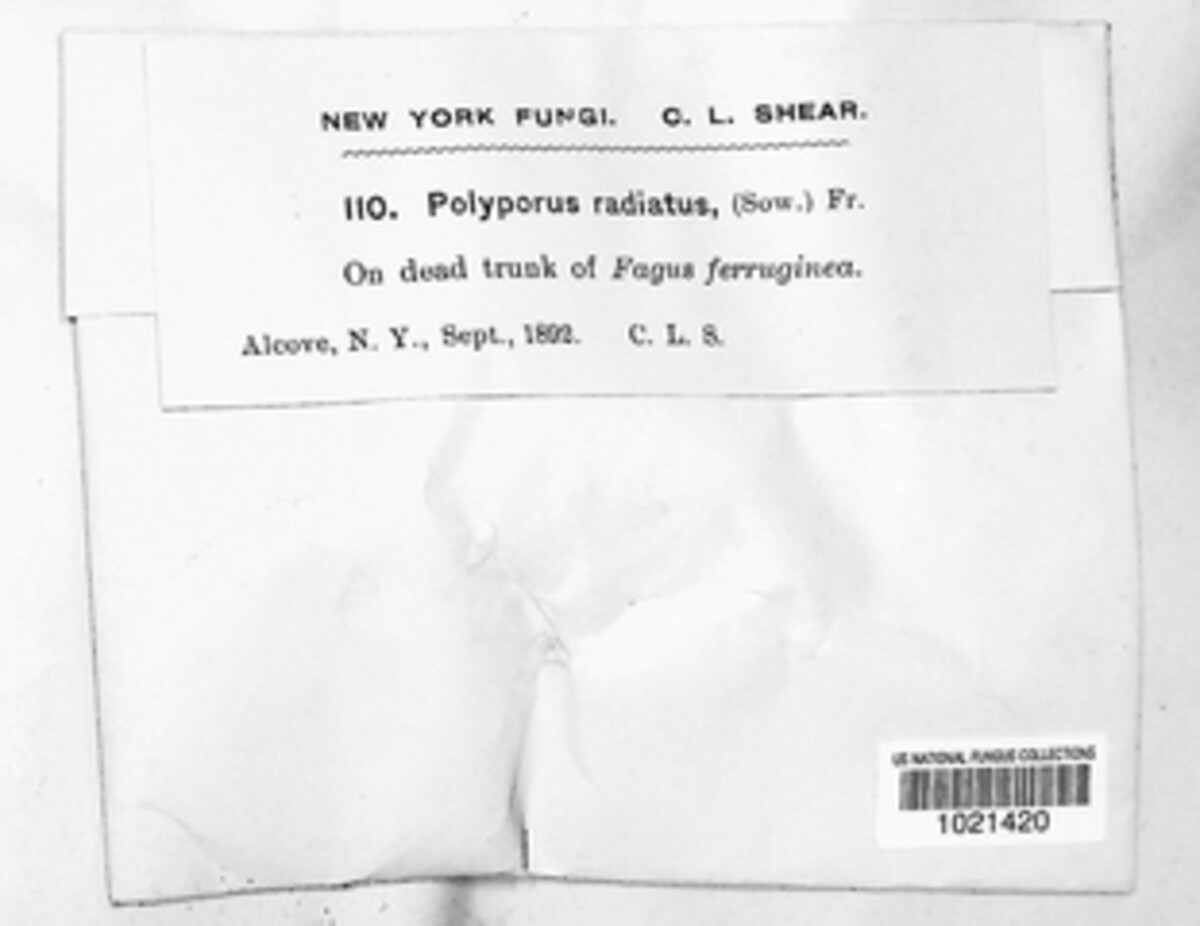 NEW YORK FUNGI. C. L. SHEAR.
110. Polyporus radiatus, (Sow.) Fr.
On dead trunk of Fagus ferruginea.
Alcove, N. Y., Sept., 1892. C. L. S.
US NATIONAL FUNGUS COLLECTIONS
1021420